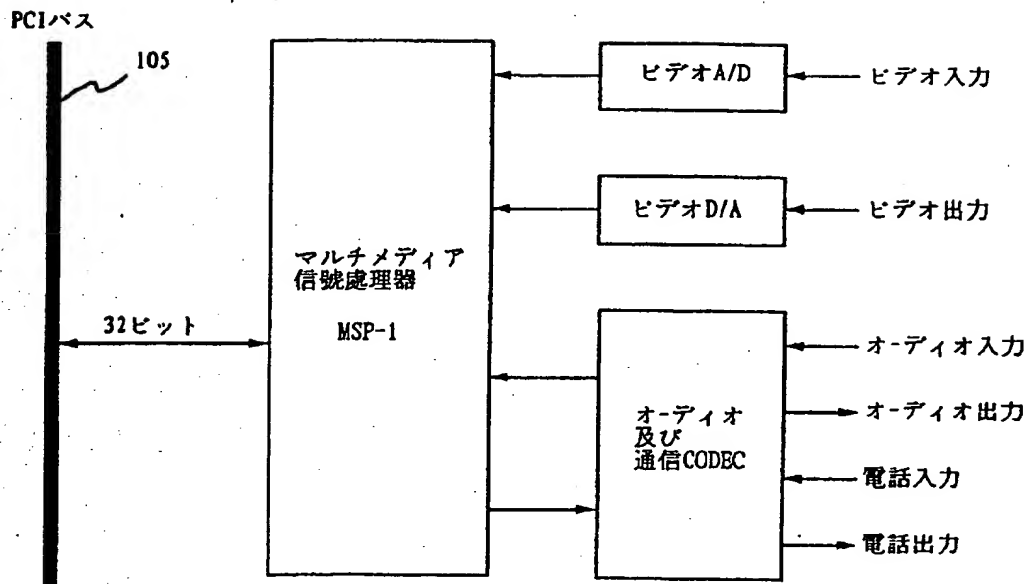 PCIバス
105
ビデオA/D
ビデオ入力
ビデオD/A
ビデオ出力
マルチメディア
信號處理器
MSP-1
32ビット
オ-ディオ入力
オ-ディオ出力
オ-ディオ
及び
通信CODEC
電話入力
電話出力